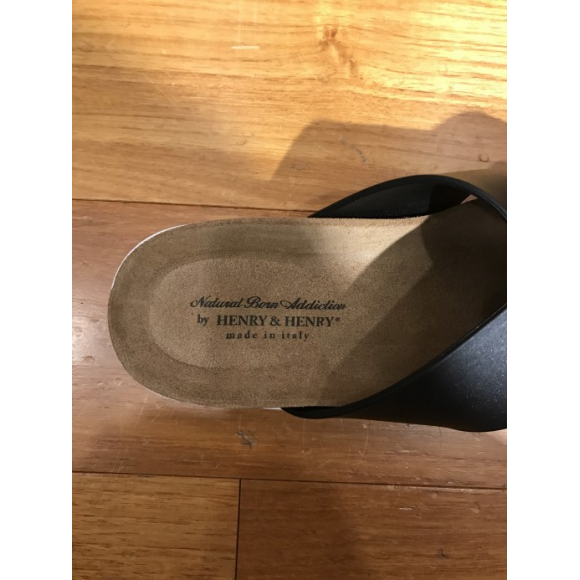 Natural Born Addiction
by HENRY & HENRY®
made in italy